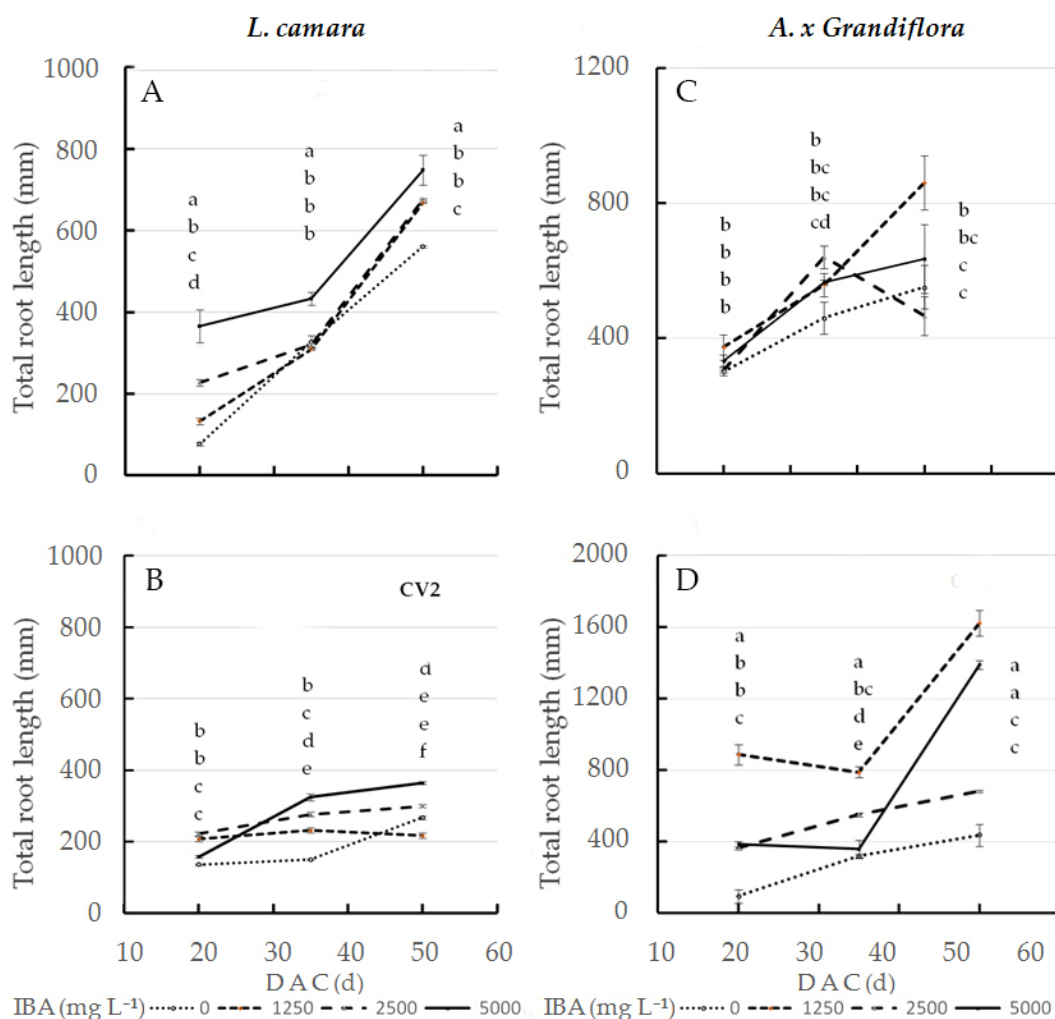 L. camara
A. x Grandiflora
A
Total root length (mm)
1000
800
600
400
200
0
a
b
c
d
a
b
b
b
a
b
b
c
C
Total root length (mm)
1200
800
400
0
b
b
b
b
b
bc
bc
cd
b
bc
c
c
B
CV2
Total root length (mm)
1000
800
600
400
200
0
b
b
c
c
b
c
d
e
d
e
e
f
10 20 30 40 50 60
DAC (d)
D
Total root length (mm)
2000
1600
1200
800
400
0
a
b
b
c
a
bc
d
e
a
a
c
c
10 20 30 40 50 60
DAC (d)
IBA (mg L⁻¹) 0 1250 2500 5000
IBA (mg L⁻¹) 0 1250 2500 5000